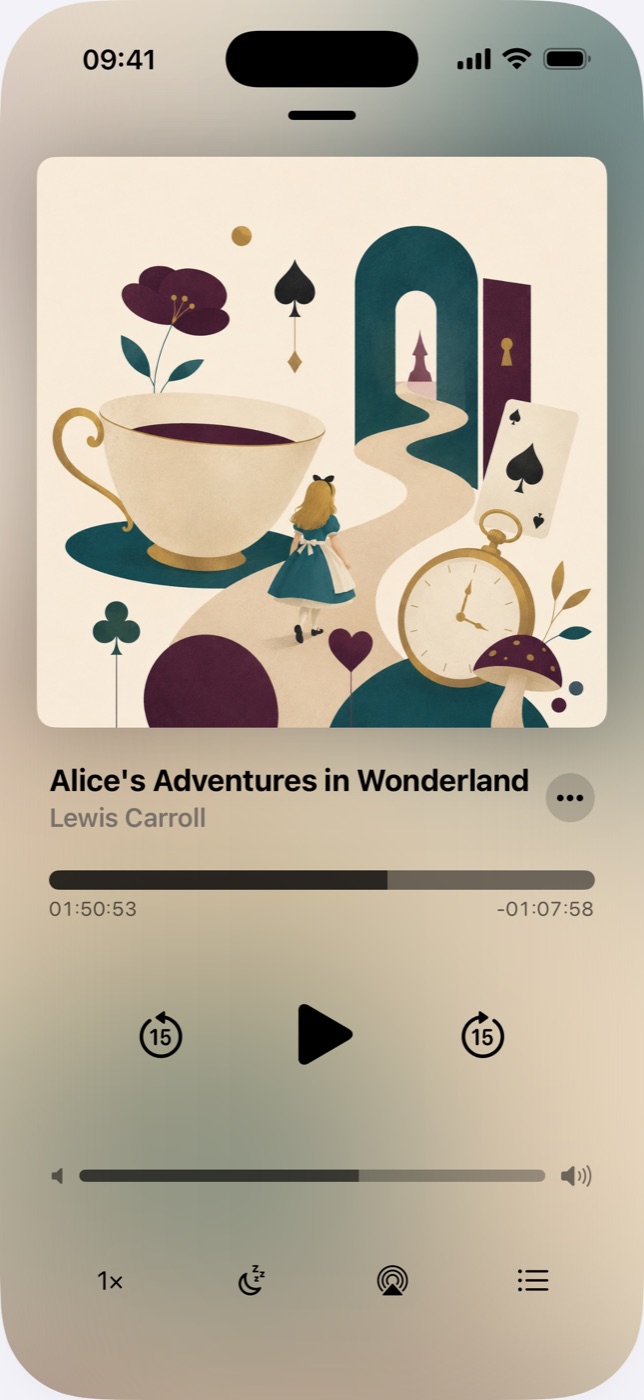 09:41
Alice's Adventures in Wonderland
Lewis Carroll
01:50:53
-01:07:58
15
15
1×
z z z z